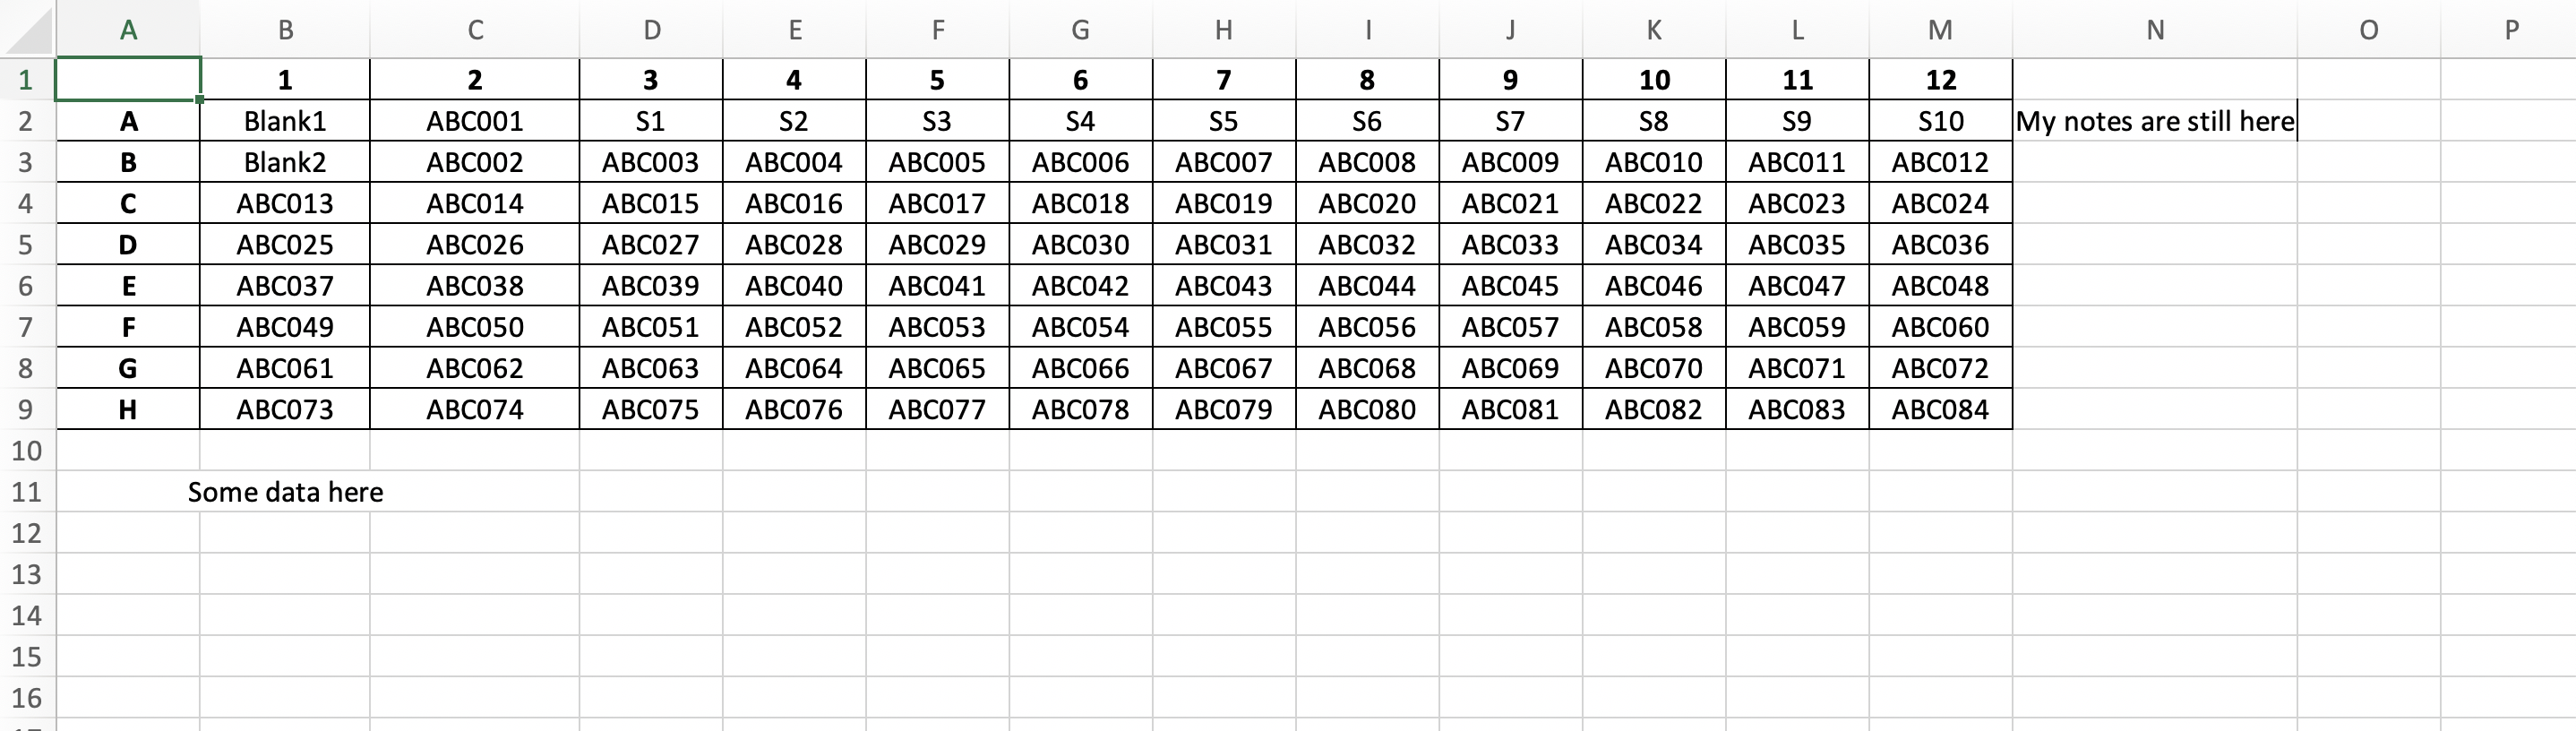 A B C D E F G H I J K L M N O P
1 1 2 3 4 5 6 7 8 9 10 11 12
2 A Blank1 ABC001 S1 S2 S3 S4 S5 S6 S7 S8 S9 S10 My notes are still here
3 B Blank2 ABC002 ABC003 ABC004 ABC005 ABC006 ABC007 ABC008 ABC009 ABC010 ABC011 ABC012
4 C ABC013 ABC014 ABC015 ABC016 ABC017 ABC018 ABC019 ABC020 ABC021 ABC022 ABC023 ABC024
5 D ABC025 ABC026 ABC027 ABC028 ABC029 ABC030 ABC031 ABC032 ABC033 ABC034 ABC035 ABC036
6 E ABC037 ABC038 ABC039 ABC040 ABC041 ABC042 ABC043 ABC044 ABC045 ABC046 ABC047 ABC048
7 F ABC049 ABC050 ABC051 ABC052 ABC053 ABC054 ABC055 ABC056 ABC057 ABC058 ABC059 ABC060
8 G ABC061 ABC062 ABC063 ABC064 ABC065 ABC066 ABC067 ABC068 ABC069 ABC070 ABC071 ABC072
9 H ABC073 ABC074 ABC075 ABC076 ABC077 ABC078 ABC079 ABC080 ABC081 ABC082 ABC083 ABC084
10
11 Some data here
12
13
14
15
16